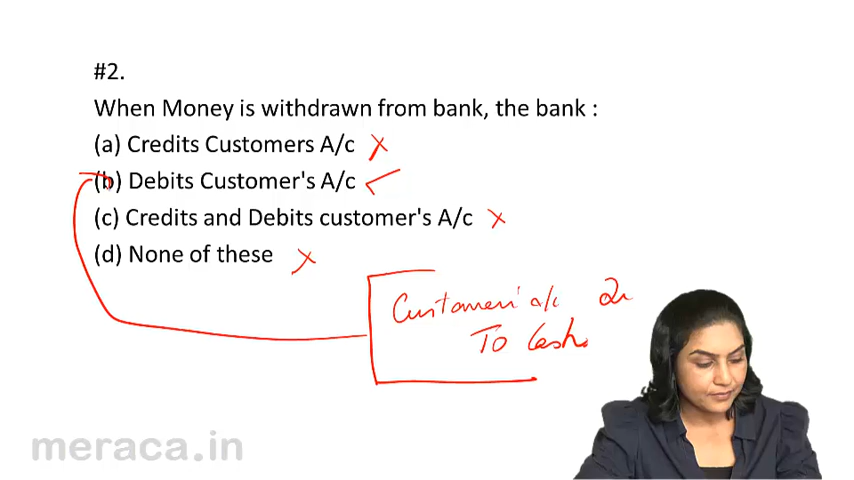 #2.
When Money is withdrawn from bank, the bank :
(a) Credits Customers A/c
(b) Debits Customer's A/c
(c) Credits and Debits customer's A/c
(d) None of these
Customers' a/c Dr
To Cash
meraca.in